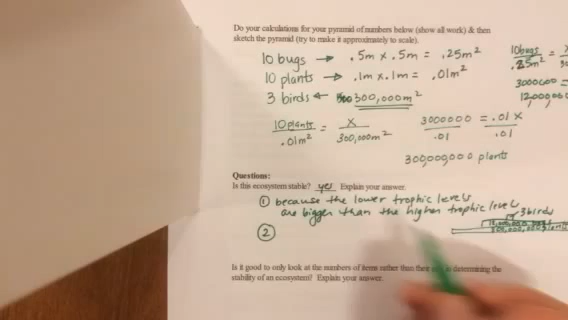 Do your calculations for your pyramid of numbers below (show all work) & then
sketch the pyramid (try to make it approximately to scale).
10 bugs → .5m x .5m = .25m²
10 plants → .1m x .1m = .01m²
3 birds ← 300,000m²
10 bugs
.25m² =
3000000 =
12,000,000
10 plants = X
.01m² 300,000m²
3000000 = .01 X
.01 .01
300,000,000 plants
Questions:
Is this ecosystem stable? yes Explain your answer.
① because the lower trophic levels
are bigger than the higher trophic levels
3 birds
②
Is it good to only look at the numbers of items rather than their determining the
stability of an ecosystem? Explain your answer.